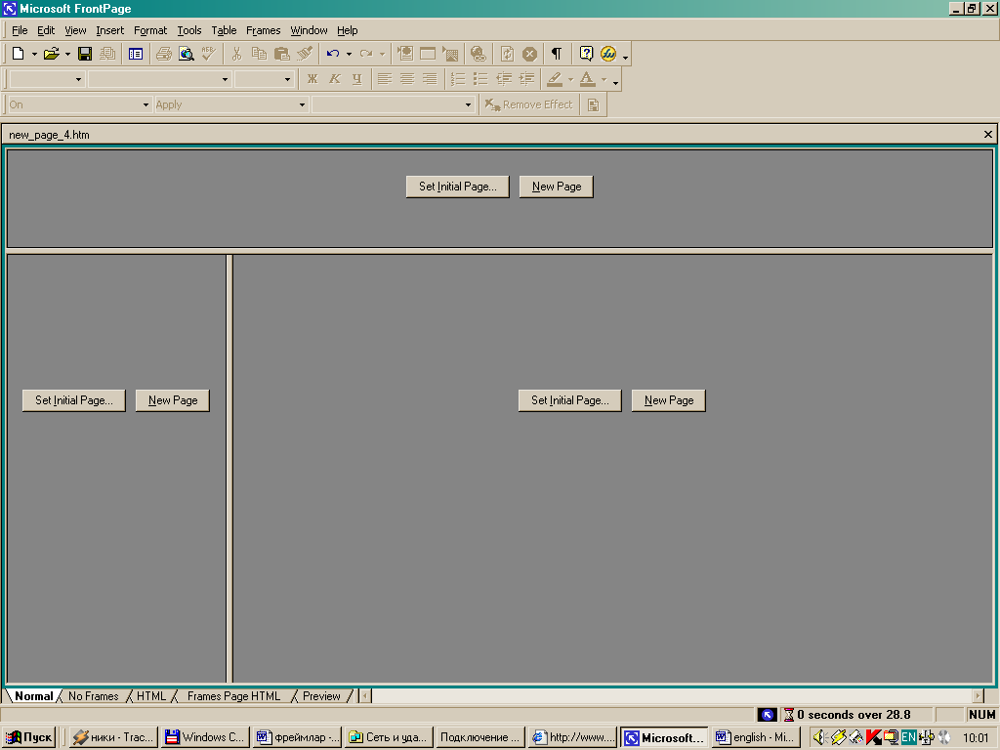 Microsoft FrontPage
File Edit View Insert Format Tools Table Frames Window Help
Ж К Ч
On Apply Remove Effect
new_page_4.htm
Set Initial Page... New Page
Set Initial Page... New Page Set Initial Page... New Page
Normal No Frames HTML Frames Page HTML Preview
0 seconds over 28.8 NUM
Пуск ники - Trac... Windows C... фреймлар -... Сеть и уда... Подключение ... http://www.... Microsoft... english - Mi... EN 10:01